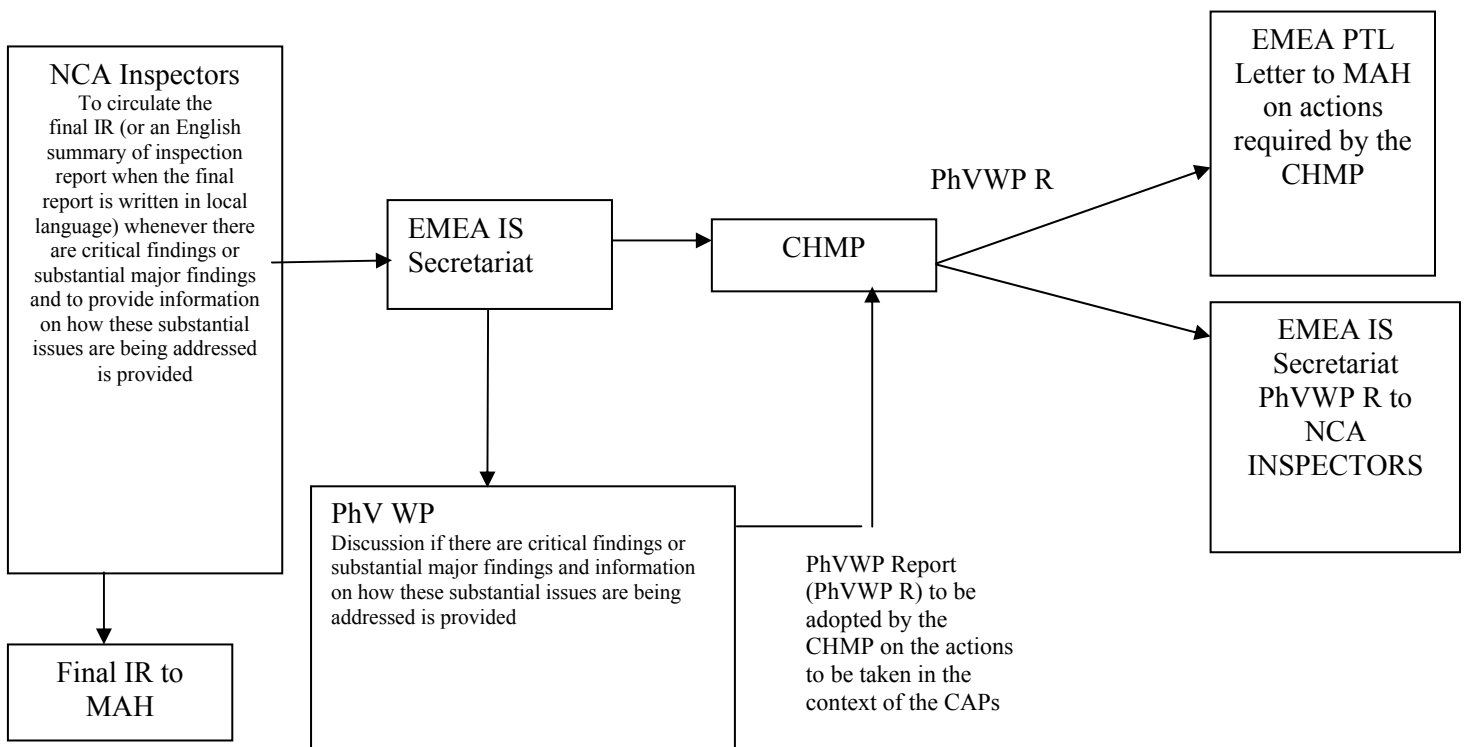 NCA Inspectors
To circulate the
final IR (or an English
summary of inspection
report when the final
report is written in local
language) whenever there
are critical findings or
substantial major findings
and to provide information
on how these substantial
issues are being addressed
is provided
Final IR to
MAH
EMEA IS
Secretariat
PhV WP
Discussion if there are critical findings or
substantial major findings and information
on how these substantial issues are being
addressed is provided
CHMP
PhVWP Report
(PhVWP R) to be
adopted by the
CHMP on the actions
to be taken in the
context of the CAPs
PhVWP R
EMEA PTL
Letter to MAH
on actions
required by the
CHMP
EMEA IS
Secretariat
PhVWP R to
NCA
INSPECTORS